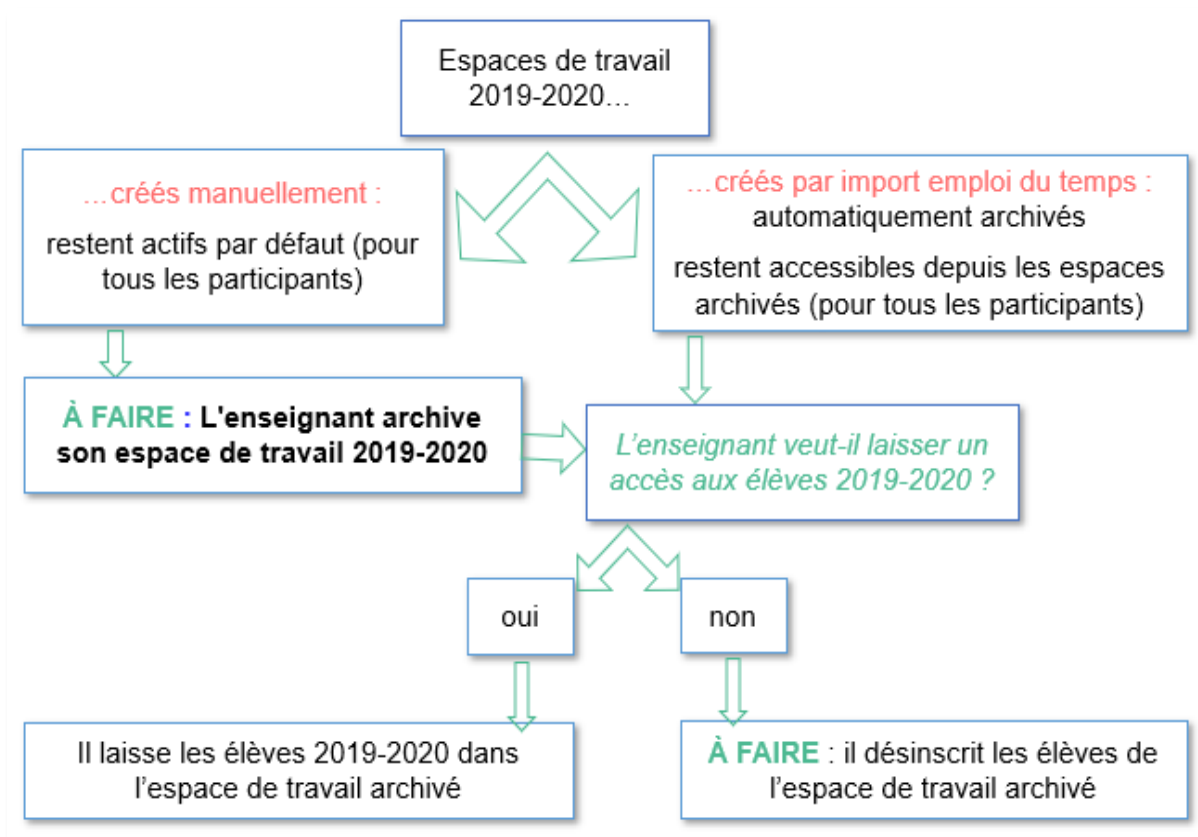 Espaces de travail
2019-2020…
…créés manuellement :
restent actifs par défaut (pour
tous les participants)
…créés par import emploi du temps :
automatiquement archivés
restent accessibles depuis les espaces
archivés (pour tous les participants)
À FAIRE : L'enseignant archive
son espace de travail 2019-2020
L’enseignant veut-il laisser un
accès aux élèves 2019-2020 ?
oui
non
Il laisse les élèves 2019-2020 dans
l’espace de travail archivé
À FAIRE : il désinscrit les élèves de
l’espace de travail archivé